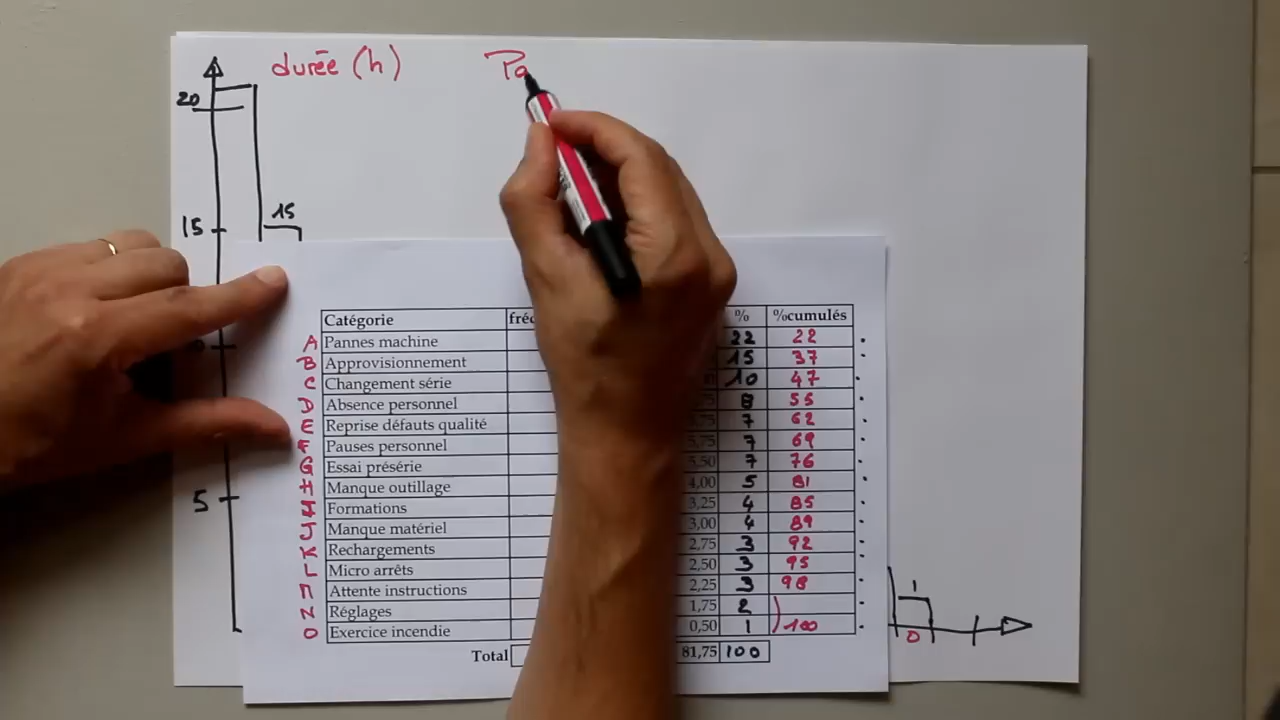 durée (h) Pa
20
15 15
5
Catégorie % %cumulés
A Pannes machine 22 22
B Approvisionnement 15 37
C Changement série 10 47
D Absence personnel 8 55
E Reprise défauts qualité 7 62
F Pauses personnel 5,75 7 69
G Essai présérie 5,50 7 76
H Manque outillage 4,00 5 81
I Formations 3,25 4 85
J Manque matériel 3,00 4 89
K Rechargements 2,75 3 92
L Micro arrêts 2,50 3 95
M Attente instructions 2,25 3 98
N Réglages 1,75 2
O Exercice incendie 0,50 1 100
Total 81,75 100
1
O